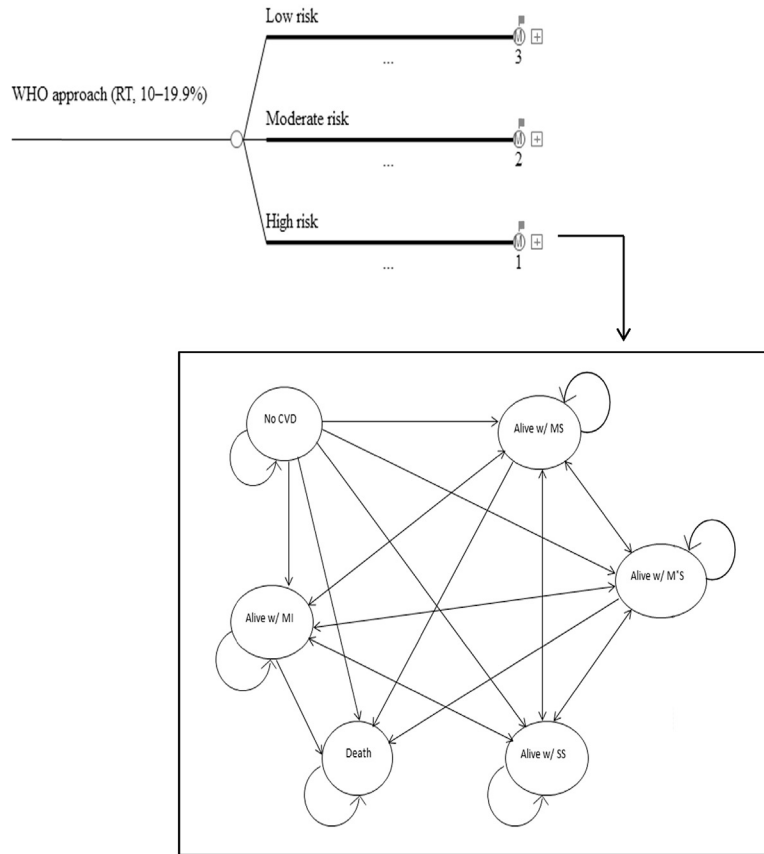 Low risk
M
+
...
3
WHO approach (RT, 10–19.9%)
Moderate risk
M
+
...
2
High risk
M
+
...
1
No CVD
Alive w/ MS
Alive w/ M*S
Alive w/ MI
Death
Alive w/ SS